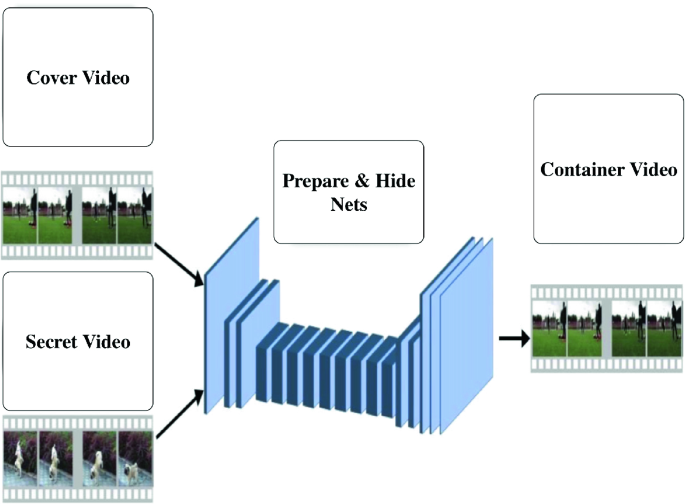 Cover Video
Secret Video
Prepare & Hide
Nets
Container Video